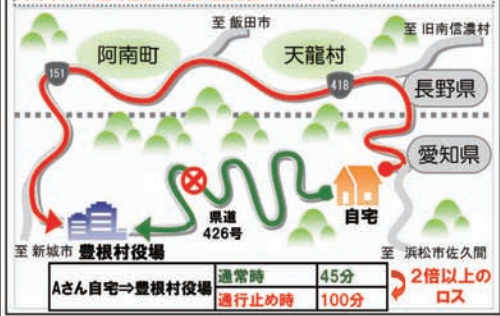 至 飯田市
至 旧南信濃村
阿南町
天龍村
151
418
長野県
愛知県
県道
426号
自宅
至 新城市
豊根村役場
至 浜松市佐久間
Aさん自宅⇒豊根村役場
通常時 45分
通行止め時 100分
2倍以上の
ロス